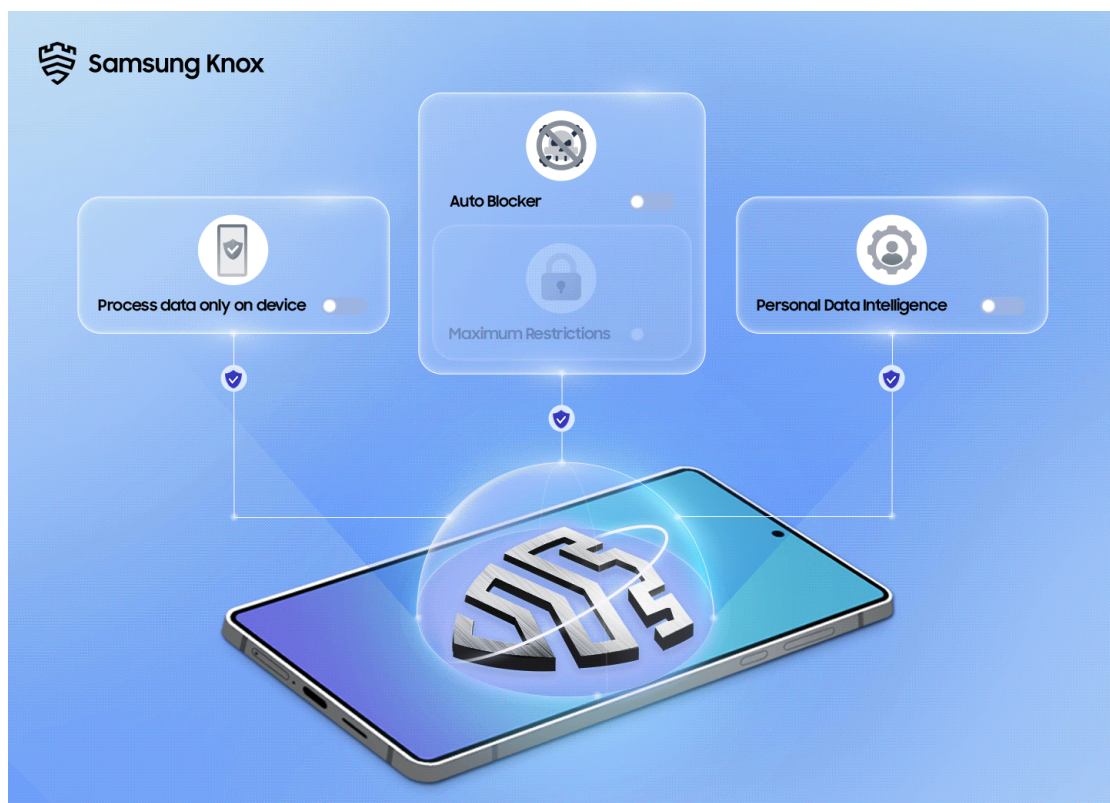 Samsung Knox
Auto Blocker
Process data only on device
Personal Data Intelligence
Maximum Restrictions